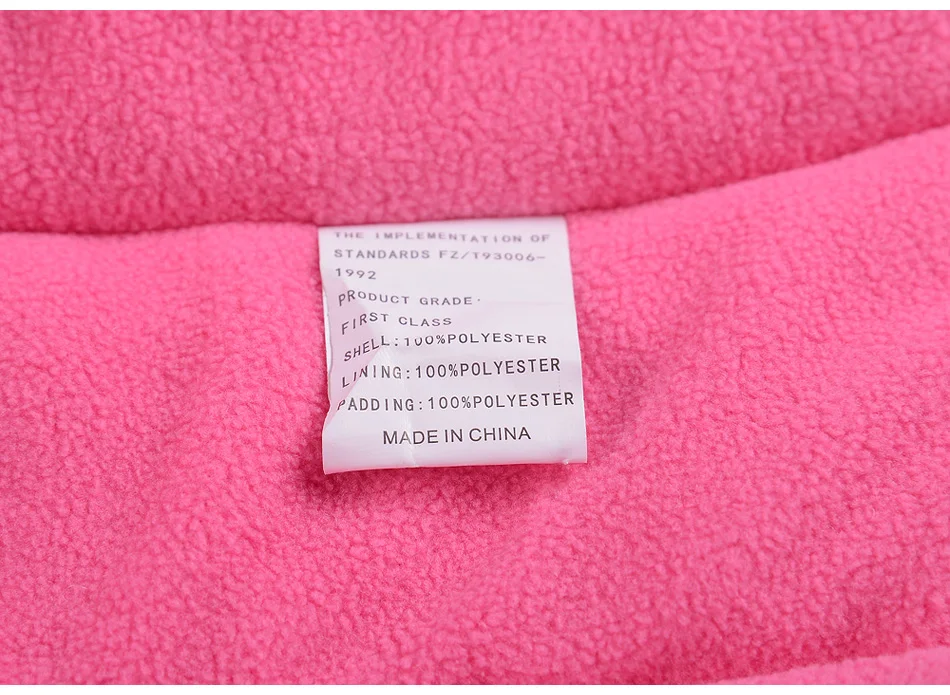 THE IMPLEMENTATION OF
STANDARDS FZ/T93006-
1992
PRODUCT GRADE·
FIRST CLASS
SHELL:100%POLYESTER
LINING:100%POLYESTER
PADDING:100%POLYESTER
MADE IN CHINA